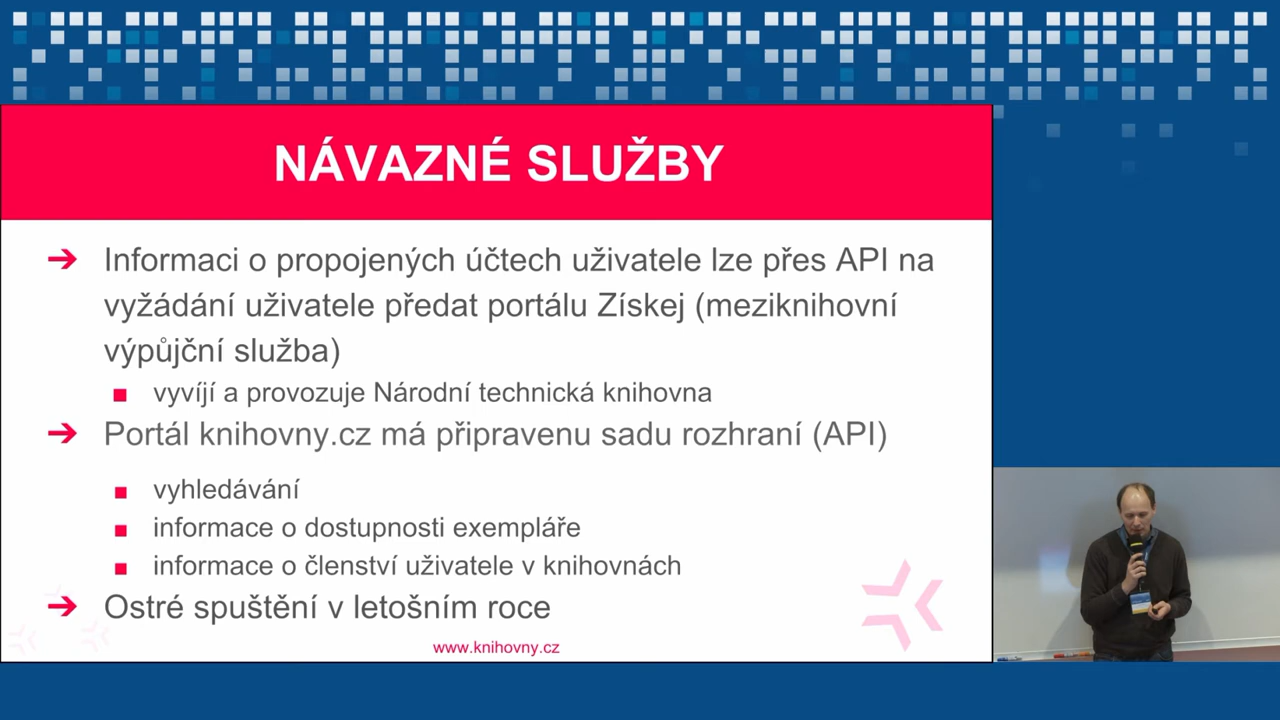 NÁVAZNÉ SLUŽBY
➔ Informaci o propojených účtech uživatele lze přes API na
vyžádání uživatele předat portálu Získej (meziknihovní
výpůjční služba)
■ vyvíjí a provozuje Národní technická knihovna
➔ Portál knihovny.cz má připravenu sadu rozhraní (API)
■ vyhledávání
■ informace o dostupnosti exempláře
■ informace o členství uživatele v knihovnách
➔ Ostré spuštění v letošním roce
www.knihovny.cz